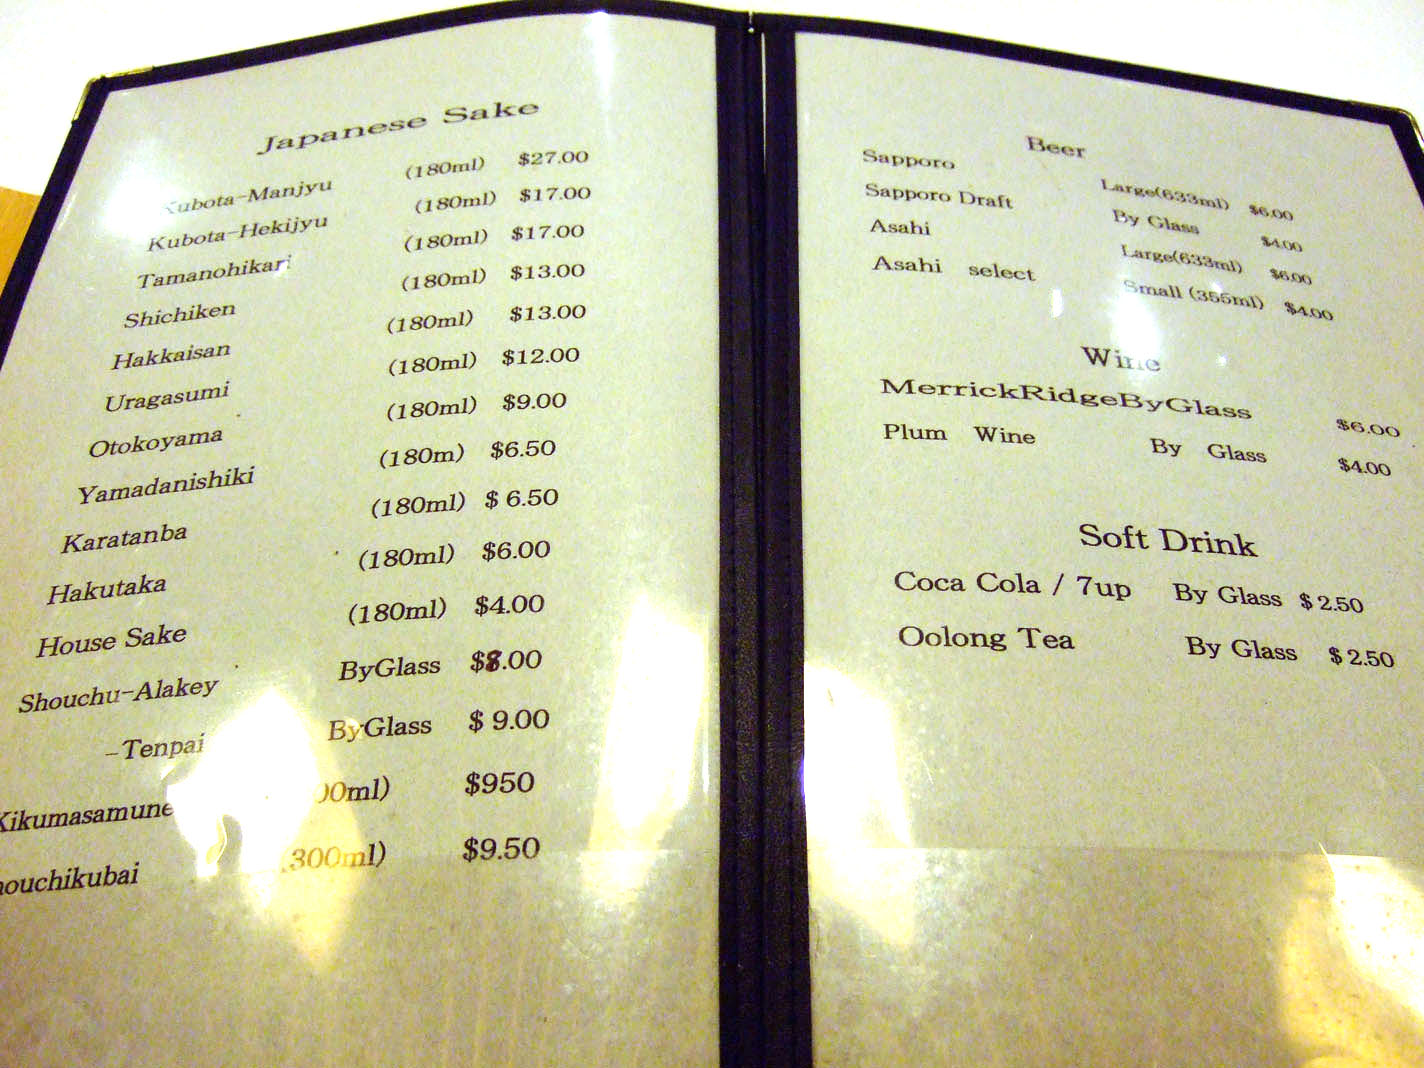 Japanese Sake
Kubota-Manjyu (180ml) $27.00
Kubota-Hekijyu (180ml) $17.00
Tamanohikari (180ml) $17.00
Shichiken (180ml) $13.00
Hakkaisan (180ml) $13.00
Uragasumi (180ml) $12.00
Otokoyama (180ml) $9.00
Yamadanishiki (180m) $6.50
Karatanba (180ml) $ 6.50
Hakutaka (180ml) $6.00
House Sake (180ml) $4.00
Shouchu-Alakey ByGlass $8.00
-Tenpai ByGlass $ 9.00
Kikumasamune $950
(300ml) $9.50
Beer
Sapporo Large(633ml) $6.00
Sapporo Draft By Glass $4.00
Asahi Large(633ml) $6.00
Asahi select Small (355ml) $4.00
Wine
MerrickRidgeByGlass $6.00
Plum Wine By Glass $4.00
Soft Drink
Coca Cola / 7up By Glass $ 2.50
Oolong Tea By Glass $ 2.50